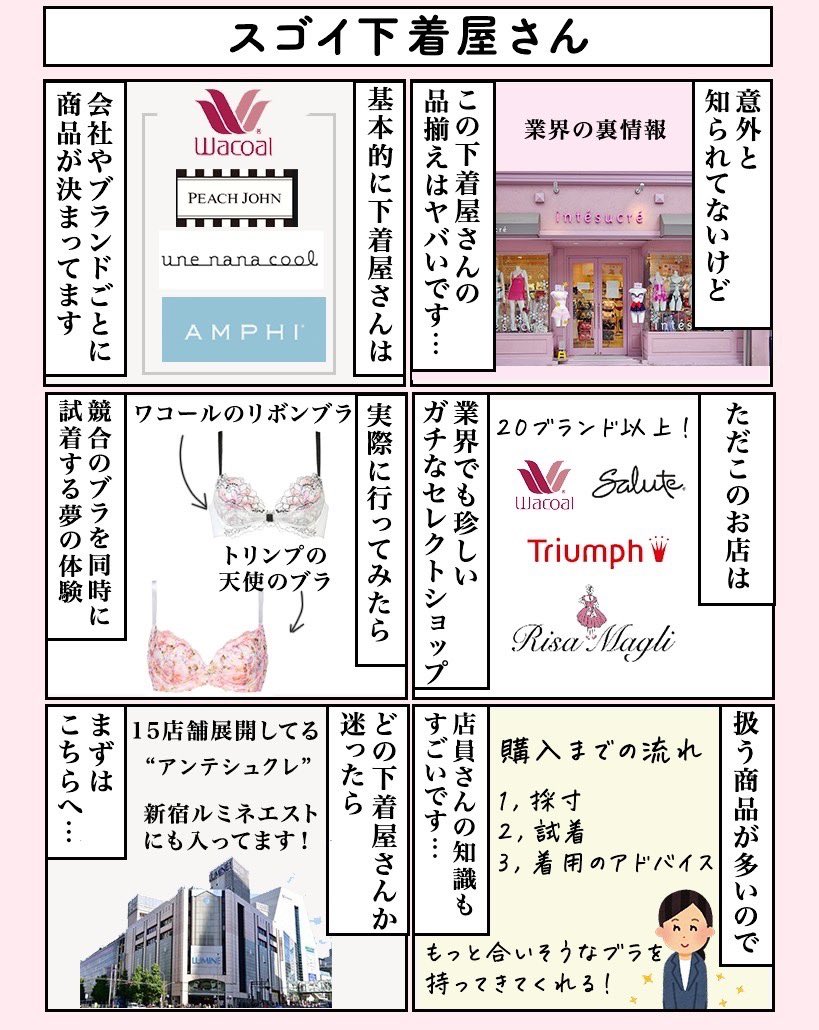 スゴイ下着屋さん
意外と
知られてないけど
業界の裏情報
intésucré
intésucré
この下着屋さんの
品揃えはヤバいです…
基本的に下着屋さんは
Wacoal
PEACH JOHN
une nana cool
AMPHI
会社やブランドごとに
商品が決まってます
ただこのお店は
20ブランド以上!
Wacoal
Salute
Triumph
Risa Magli
業界でも珍しい
ガチなセレクトショップ
実際に行ってみたら
ワコールのリボンブラ
トリンプの
天使のブラ
競合のブラを同時に
試着する夢の体験
扱う商品が多いので
購入までの流れ
1,採寸
2,試着
3,着用のアドバイス
もっと合いそうなブラを
持ってきてくれる!
店員さんの知識も
すごいです…
どの下着屋さんか
迷ったら
15店舗展開してる
“アンテシュクレ”
新宿ルミネエスト
にも入ってます!
LUMINE
まずは
こちらへ…